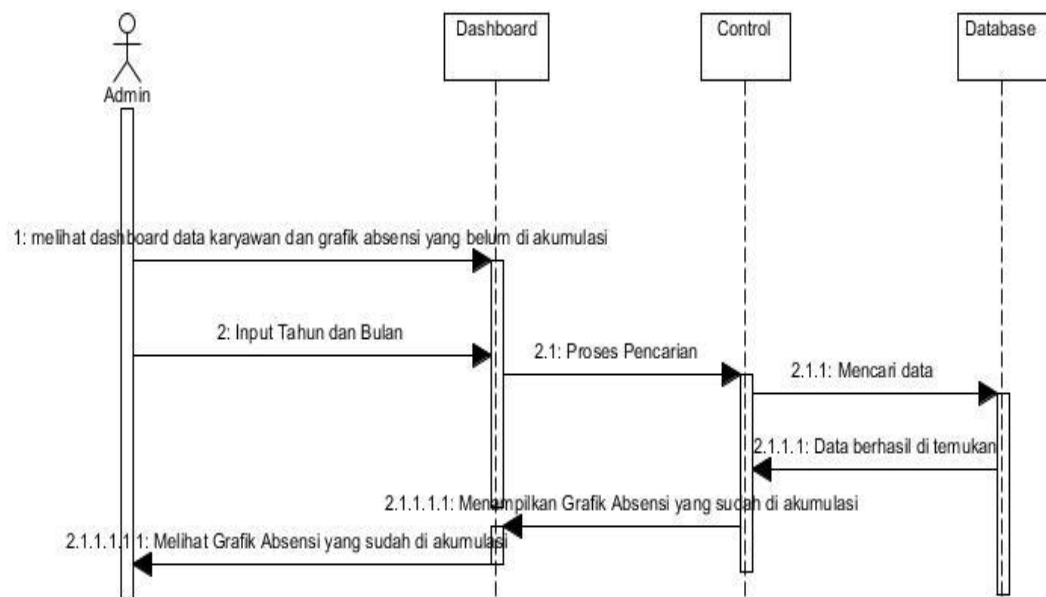 Dashboard
Control
Database
Admin
1: melihat dashboard data karyawan dan grafik absensi yang belum di akumulasi
2: Input Tahun dan Bulan
2.1: Proses Pencarian
2.1.1: Mencari data
2.1.1.1: Data berhasil di temukan
2.1.1.1.1: Menampilkan Grafik Absensi yang sudah di akumulasi
2.1.1.1.1.1: Melihat Grafik Absensi yang sudah di akumulasi